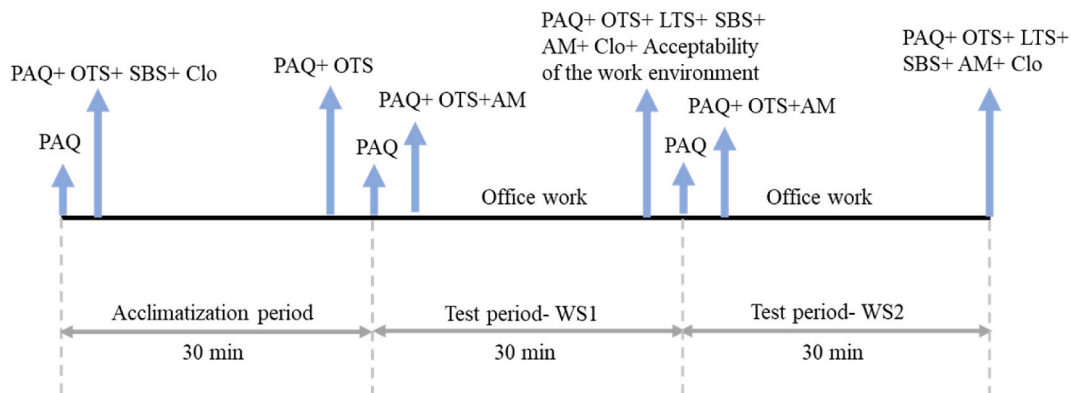 PAQ+ OTS+ SBS+ Clo
PAQ
PAQ+ OTS
PAQ
PAQ+ OTS+AM
PAQ+ OTS+ LTS+ SBS+
AM+ Clo+ Acceptability
of the work environment
PAQ
PAQ+ OTS+AM
PAQ+ OTS+ LTS+
SBS+ AM+ Clo
Office work
Office work
Acclimatization period
30 min
Test period- WS1
30 min
Test period- WS2
30 min